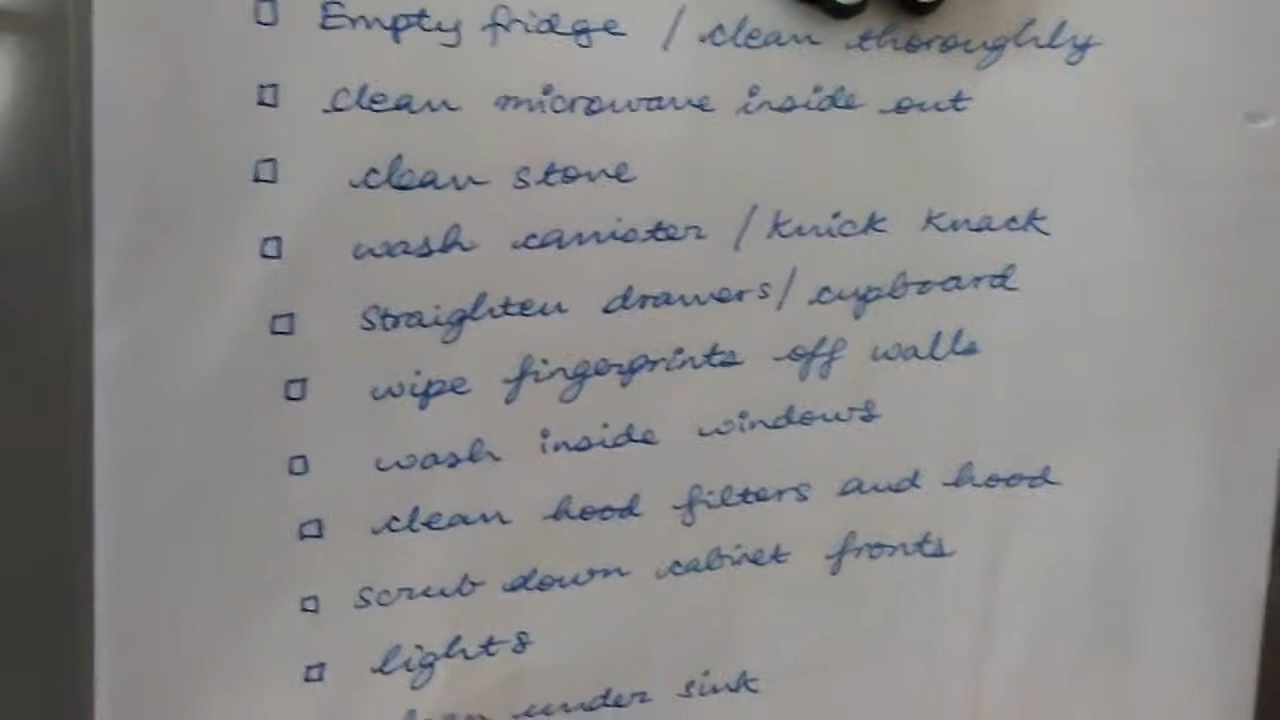 Empty fridge / clean thoroughly
clean microwave inside out
clean stove
wash canister / knick knack
Straighten drawers / cupboard
wipe fingerprints off walls
wash inside windows
clean hood filters and hood
scrub down cabinet fronts
lights
under sink